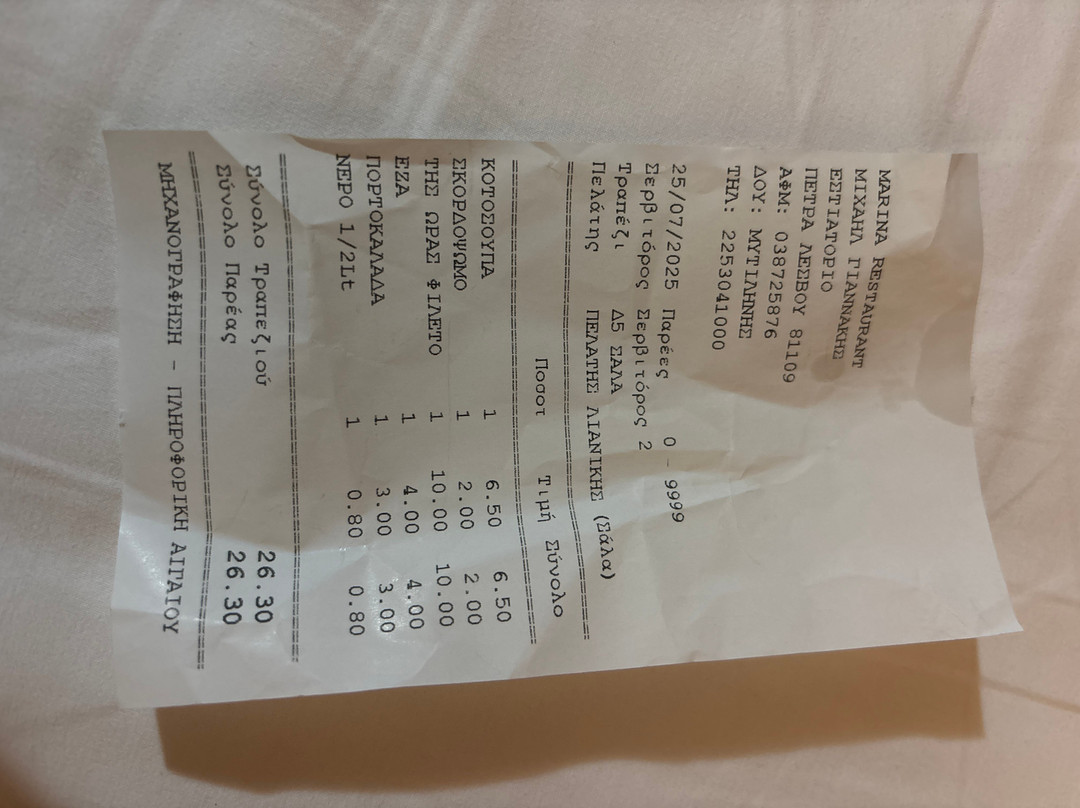 MARINA RESTAURANT
ΜΙΧΑΗΛ ΓΙΑΝΝΑΚΗΣ
ΕΣΤΙΑΤΟΡΙΟ
ΠΕΤΡΑ ΛΕΣΒΟΥ 81109
ΑΦΜ: 038725876
ΔΟΥ: ΜΥΤΙΛΗΝΗΣ
ΤΗΛ: 2253041000
25/07/2025 Παρέες 0 - 9999
Σερβιτόρος Σερβιτόρος 2
Τραπέζι Δ5 ΣΑΛΑ
Πελάτης ΠΕΛΑΤΗΣ ΛΙΑΝΙΚΗΣ (Σάλα)
Ποσοτ Τιμή Σύνολο
ΚΟΤΟΣΟΥΠΑ 1 6.50 6.50
ΣΚΟΡΔΟΨΩΜΟ 1 2.00 2.00
ΤΗΣ ΩΡΑΣ ΦΙΛΕΤΟ 1 10.00 10.00
ΕΖΑ 1 4.00 4.00
ΠΟΡΤΟΚΑΛΑΔΑ 1 3.00 3.00
ΝΕΡΟ 1/2Lt 1 0.80 0.80
Σύνολο Τραπεζιού 26.30
Σύνολο Παρέας 26.30
ΜΗΧΑΝΟΓΡΑΦΗΣΗ - ΠΛΗΡΟΦΟΡΙΚΗ ΑΙΓΑΙΟΥ